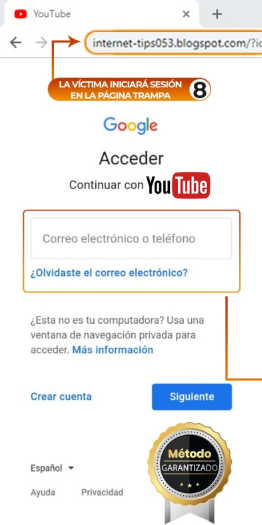 YouTube
internet-tips053.blogspot.com/?ic
LA VÍCTIMA INICIARÁ SESIÓN
EN LA PÁGINA TRAMPA
8
Google
Acceder
Continuar con YouTube
Correo electrónico o teléfono
¿Olvidaste el correo electrónico?
¿Esta no es tu computadora? Usa una
ventana de navegación privada para
acceder. Más información
Crear cuenta
Siguiente
Método
GARANTIZADO
Español
Ayuda
Privacidad